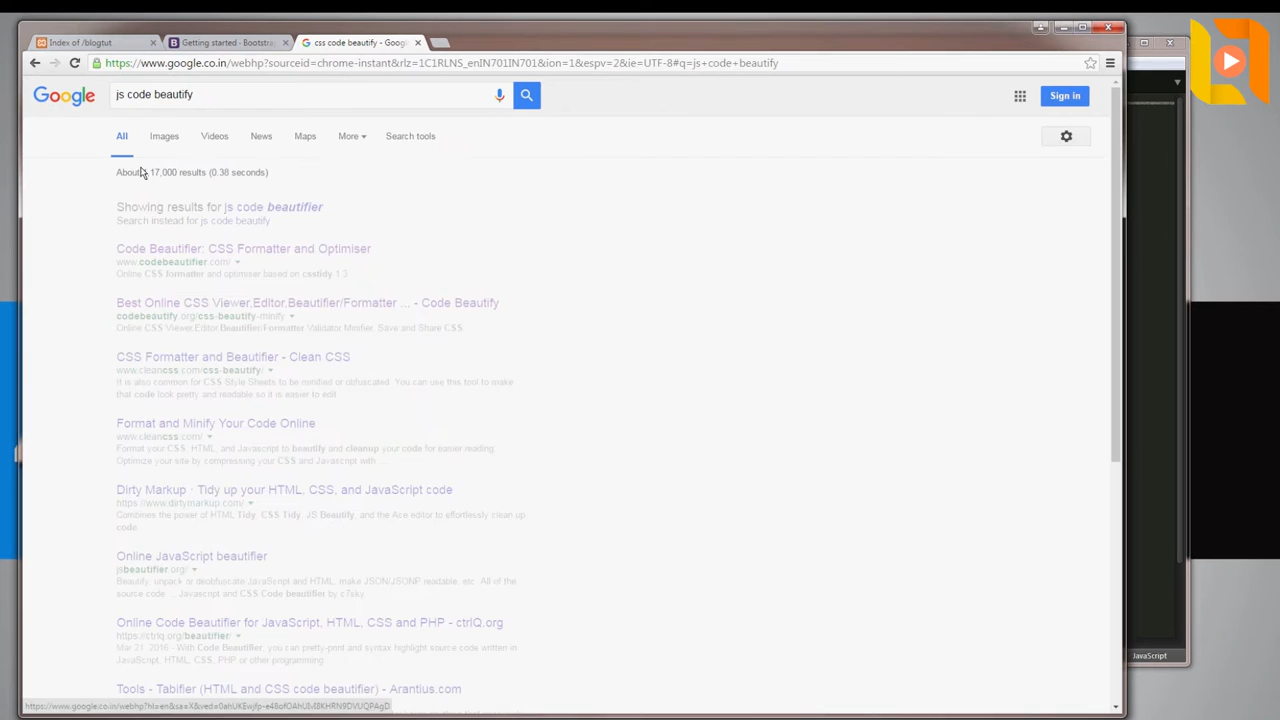 Index of /blogtut
Getting started - Bootstrap
css code beautify - Google
https://www.google.co.in/webhp?sourceid=chrome-instant&rlz=1C1RLNS_enIN701IN701&ion=1&espv=2&ie=UTF-8#q=js+code+beautify
Google
js code beautify
Sign in
All
Images
Videos
News
Maps
More
Search tools
About 17,000 results (0.38 seconds)
Showing results for js code beautifier
Search instead for js code beautify
Code Beautifier: CSS Formatter and Optimiser
www.codebeautifier.com/
Online CSS formatter and optimiser based on csstidy 1.3
Best Online CSS Viewer,Editor,Beautifier/Formatter ... - Code Beautify
codebeautify.org/css-beautify-minify
Online CSS Viewer,Editor,Beautifier/Formatter,Validator Minifier, Save and Share CSS.
CSS Formatter and Beautifier - Clean CSS
www.cleancss.com/css-beautify/
It is also common for CSS Style Sheets to be minified or obfuscated. You can use this tool to make
that code look pretty and readable so it is easier to edit
Format and Minify Your Code Online
www.cleancss.com/
Format your CSS, HTML, and Javascript to beautify and cleanup your code for easier reading.
Optimize your site by compressing your CSS and Javascript with ...
Dirty Markup · Tidy up your HTML, CSS, and JavaScript code
https://www.dirtymarkup.com/
Combines the power of HTML Tidy, CSS Tidy, JS Beautify, and the Ace editor to effortlessly clean up
code.
Online JavaScript beautifier
jsbeautifier.org/
Beautify, unpack or deobfuscate JavaScript and HTML, make JSON/JSONP readable, etc. All of the
source code ... Javascript and CSS Code beautifier by c7sky.
Online Code Beautifier for JavaScript, HTML, CSS and PHP - ctrlQ.org
https://ctrlq.org/beautifier/
Mar 21, 2016 - With Code Beautifier, you can pretty-print and syntax highlight source code written in
JavaScript, HTML, CSS, PHP or other programming
JavaScript
Tools - Tabifier (HTML and CSS code beautifier) - Arantius.com